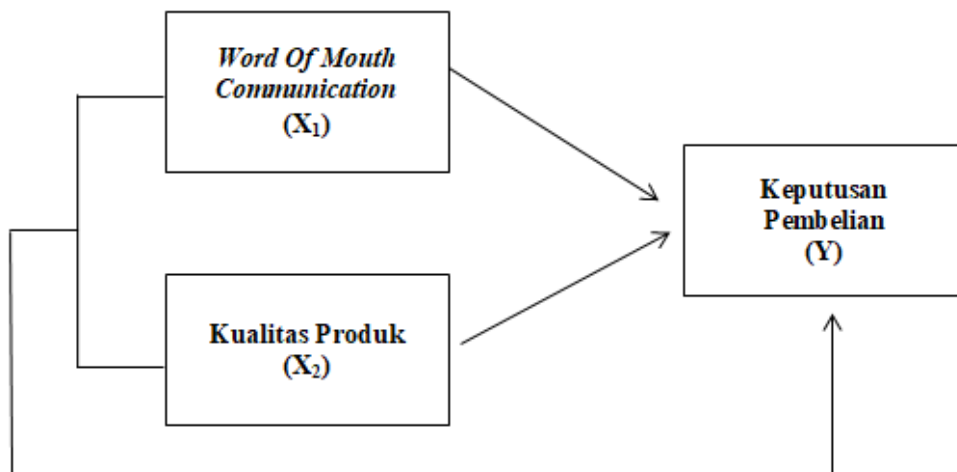 Word Of Mouth
Communication
(X₁)
Keputusan
Pembelian
(Y)
Kualitas Produk
(X₂)